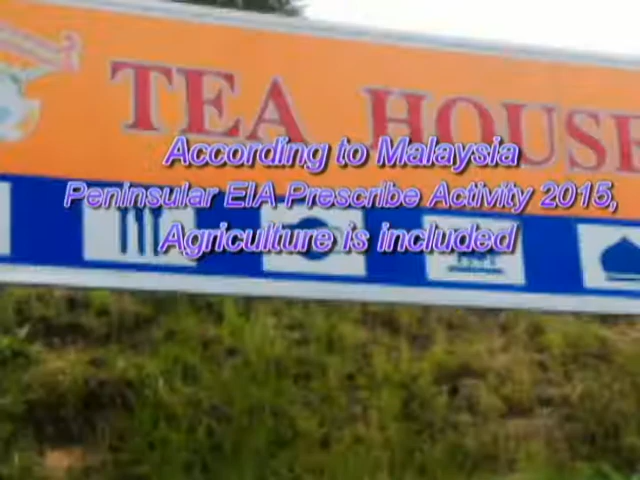 TEA HOUSE
According to Malaysia
Peninsular EIA Prescribe Activity 2015,
Agriculture is included